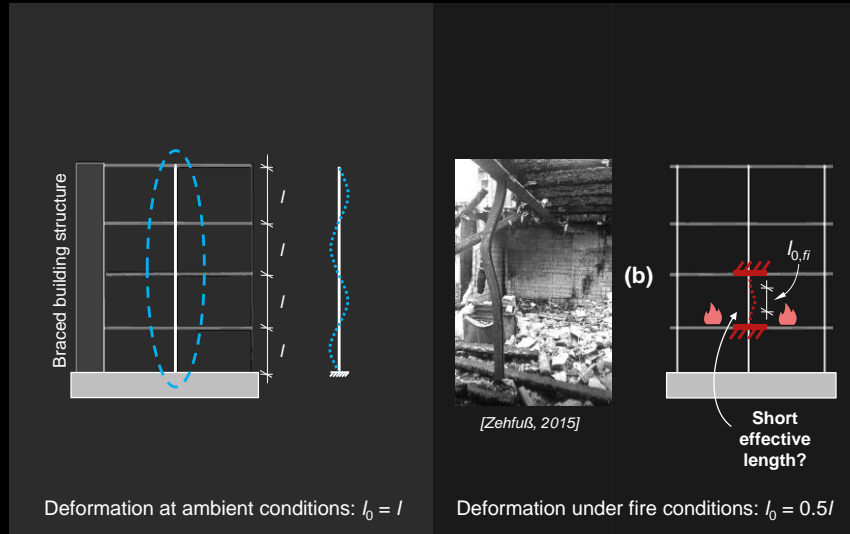 Braced building structure
l
l
l
l
[Zehfuß, 2015]
(b)
l0,fi
Short
effective
length?
Deformation at ambient conditions: l0 = l
Deformation under fire conditions: l0 = 0.5l